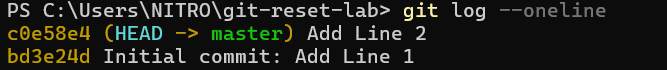 PS C:\Users\NITRO\git-reset-lab> git log --oneline
c0e58e4 (HEAD -> master) Add Line 2
bd3e24d Initial commit: Add Line 1